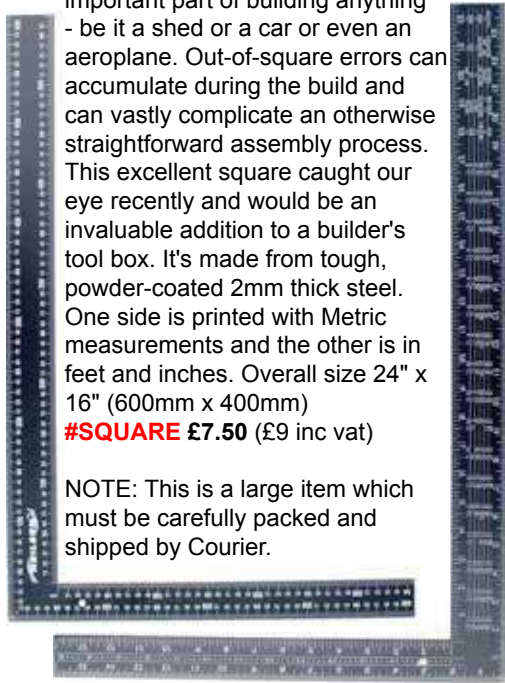 important part of building anything
- be it a shed or a car or even an
aeroplane. Out-of-square errors can
accumulate during the build and
can vastly complicate an otherwise
straightforward assembly process.
This excellent square caught our
eye recently and would be an
invaluable addition to a builder's
tool box. It's made from tough,
powder-coated 2mm thick steel.
One side is printed with Metric
measurements and the other is in
feet and inches. Overall size 24" x
16" (600mm x 400mm)
#SQUARE £7.50 (£9 inc vat)
NOTE: This is a large item which
must be carefully packed and
shipped by Courier.